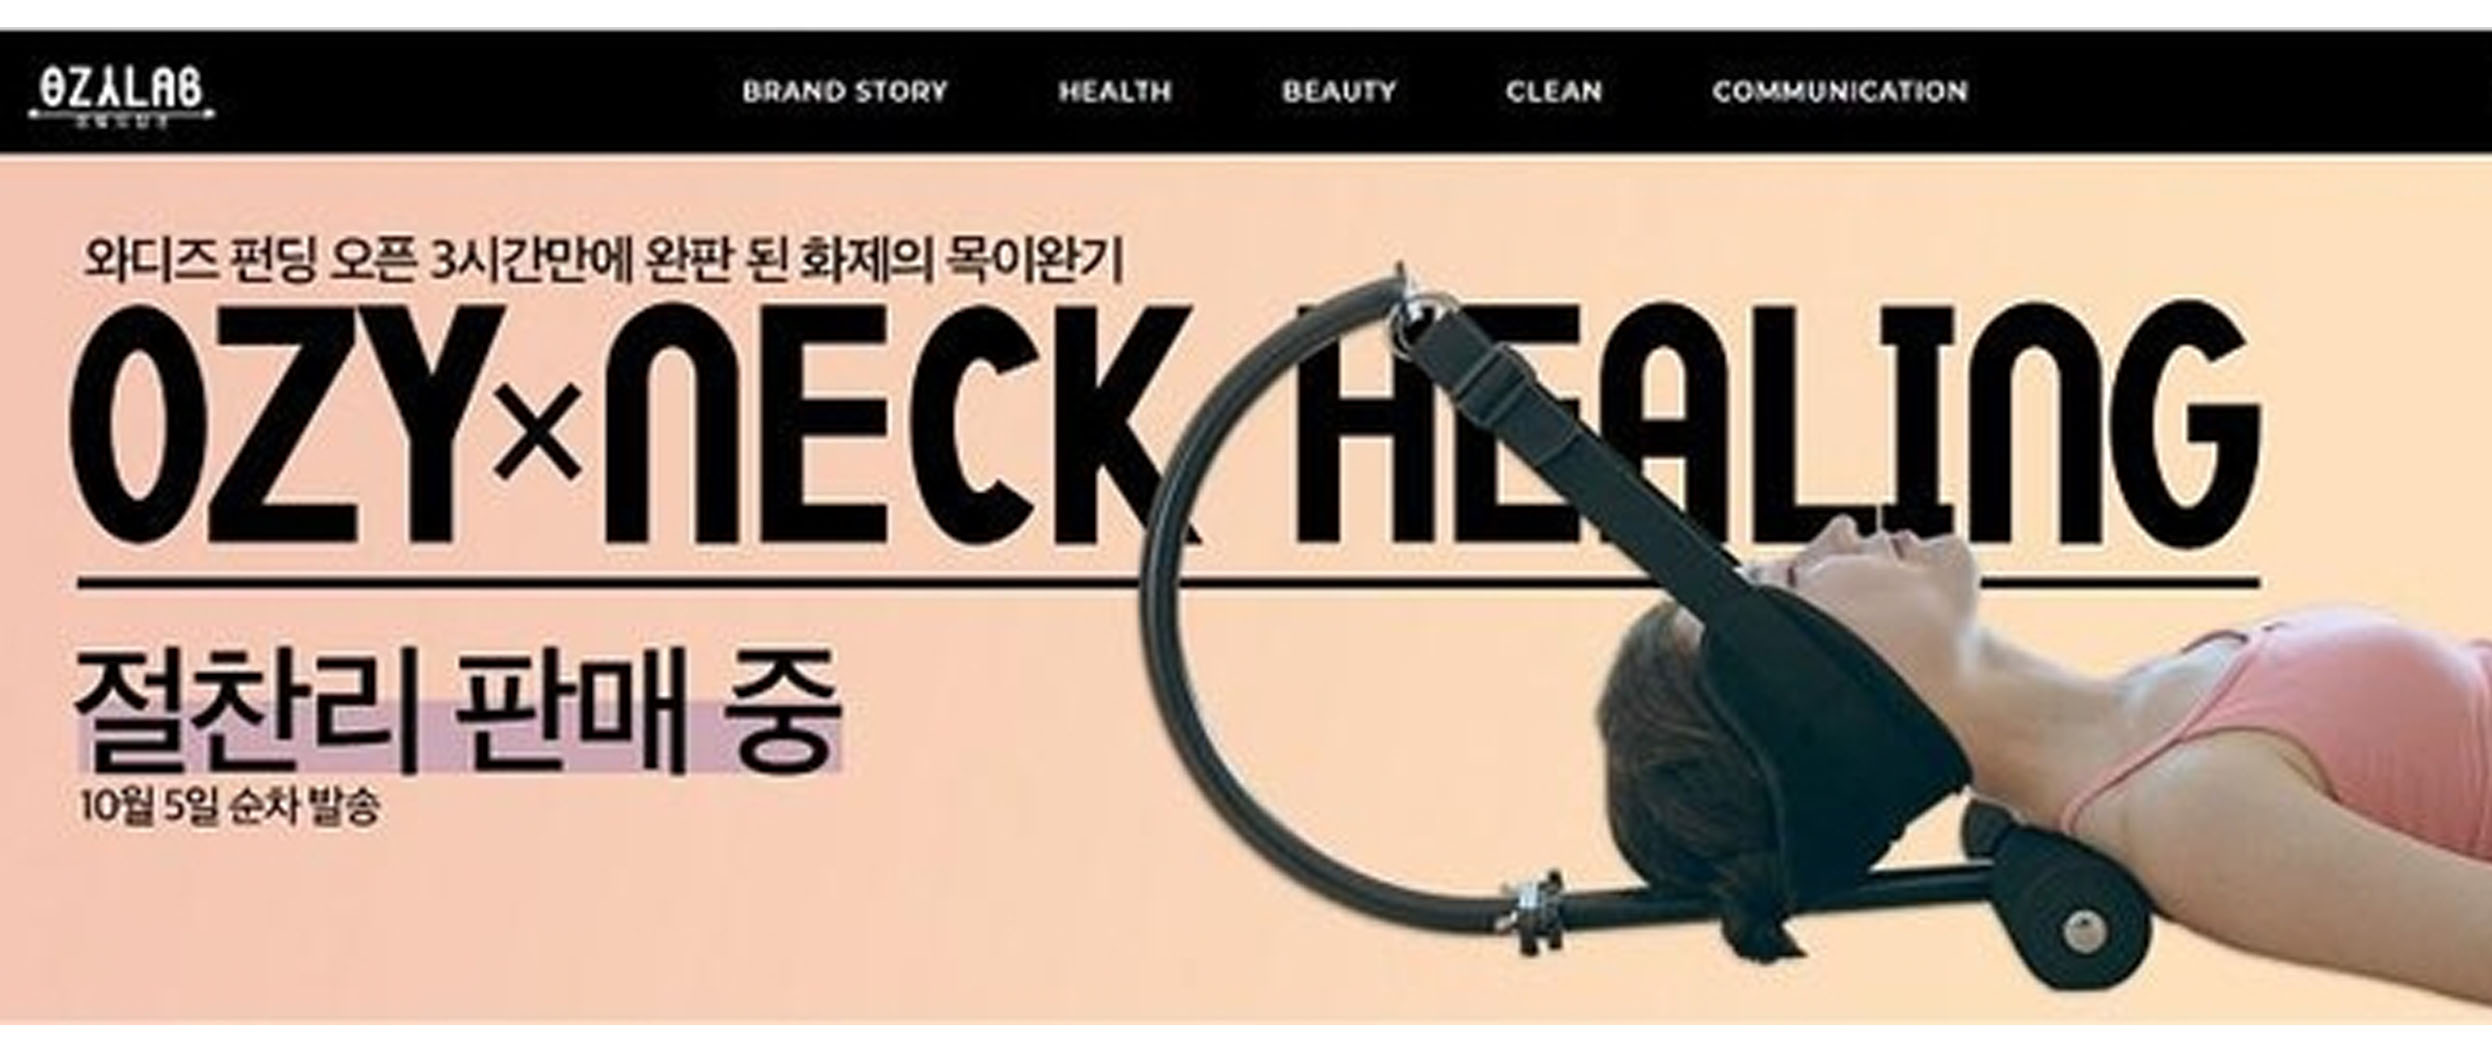 OZYLAB
BRAND STORY HEALTH BEAUTY CLEAN COMMUNICATION
와디즈 펀딩 오픈 3시간만에 완판 된 화제의 목이완기
OZY×NECK HEALING
절찬리 판매 중
10월 5일 순차 발송